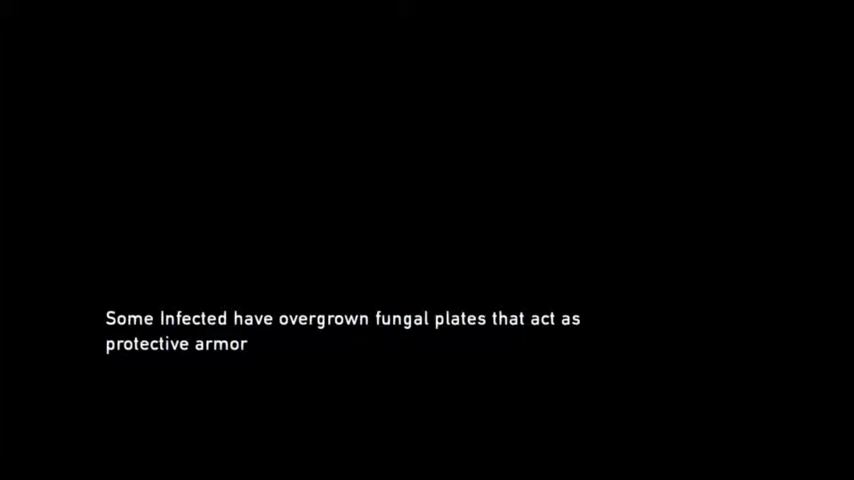 Some Infected have overgrown fungal plates that act as
protective armor